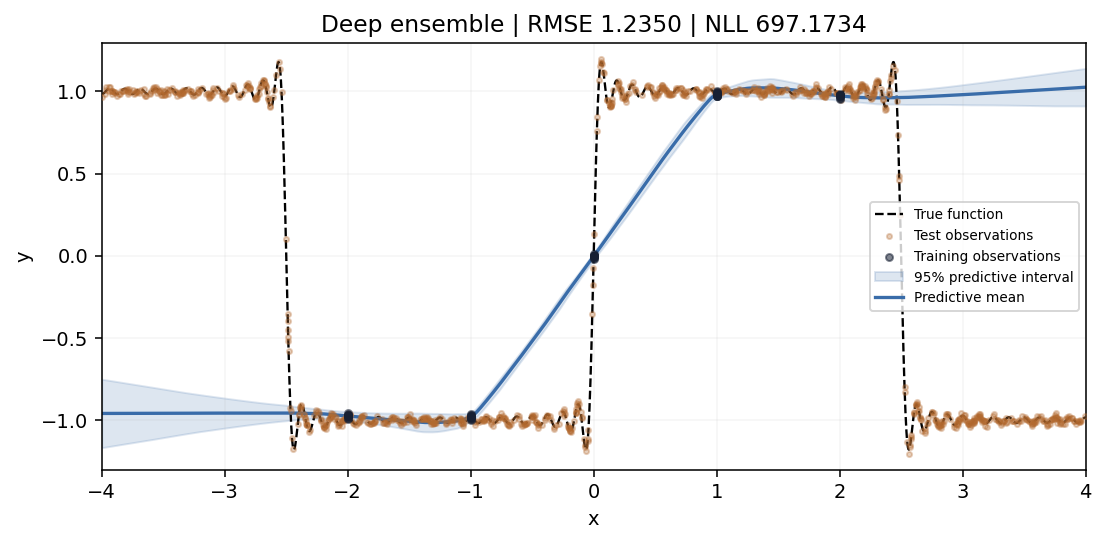 Deep ensemble | RMSE 1.2350 | NLL 697.1734
y
1.0
0.5
0.0
−0.5
−1.0
True function
Test observations
Training observations
95% predictive interval
Predictive mean
−4 −3 −2 −1 0 1 2 3 4
x